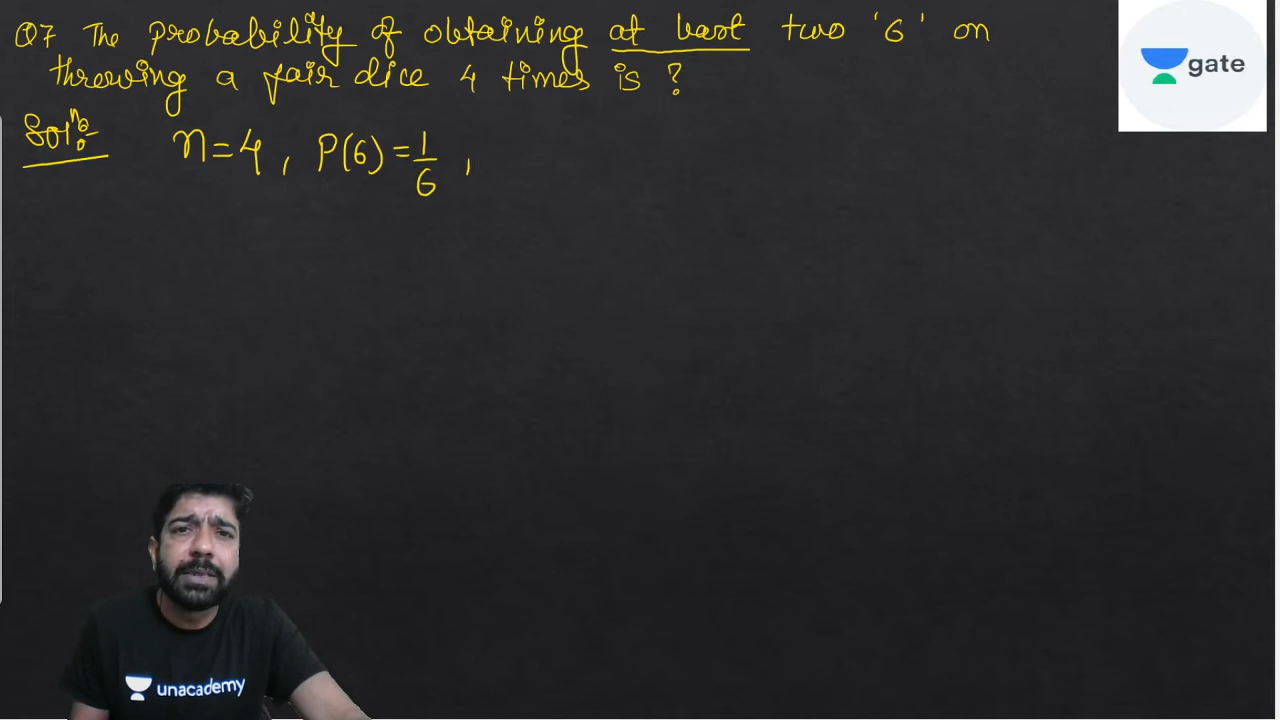 Q7 The probability of obtaining at least two '6' on
throwing a fair dice 4 times is ?
Solⁿ:-
n=4, P(6)=1/6,
gate
unacademy